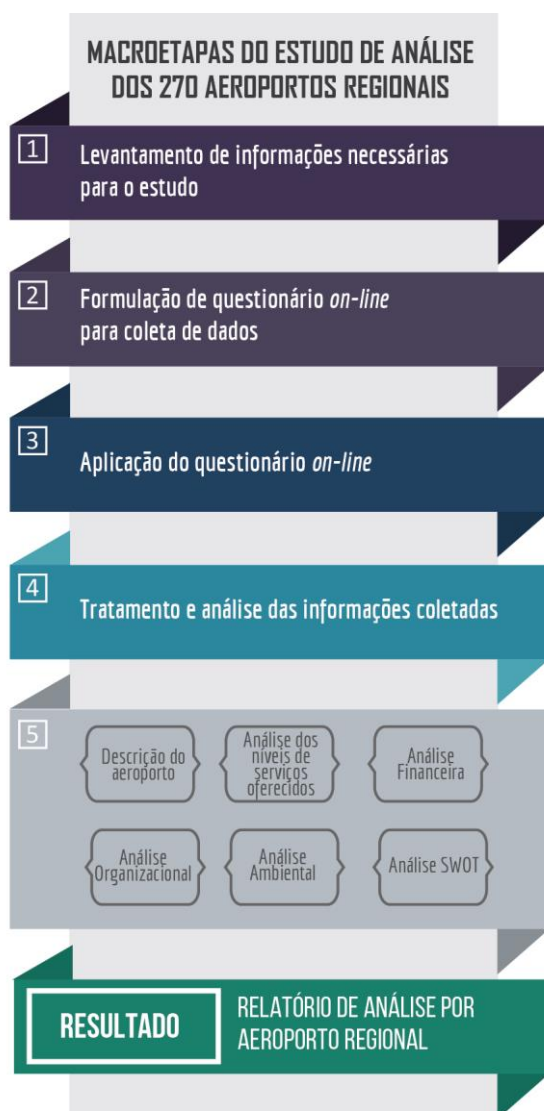 MACROETAPAS DO ESTUDO DE ANÁLISE
DOS 270 AEROPORTOS REGIONAIS
1
Levantamento de informações necessárias
para o estudo
2
Formulação de questionário on-line
para coleta de dados
3
Aplicação do questionário on-line
4
Tratamento e análise das informações coletadas
5
Descrição do
aeroporto
Análise dos
níveis de
serviços
oferecidos
Análise
Financeira
Análise
Organizacional
Análise
Ambiental
Análise SWOT
RESULTADO
RELATÓRIO DE ANÁLISE POR
AEROPORTO REGIONAL